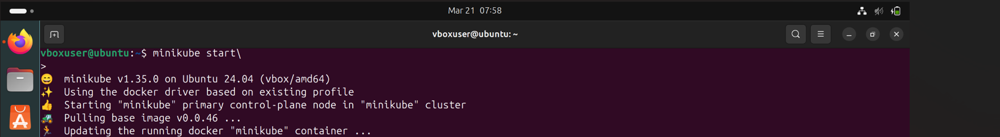 Mar 21 07:58
vboxuser@ubuntu: ~
vboxuser@ubuntu:~$ minikube start\
>
😄 minikube v1.35.0 on Ubuntu 24.04 (vbox/amd64)
✨ Using the docker driver based on existing profile
👍 Starting "minikube" primary control-plane node in "minikube" cluster
🚜 Pulling base image v0.0.46 ...
🏃 Updating the running docker "minikube" container ...